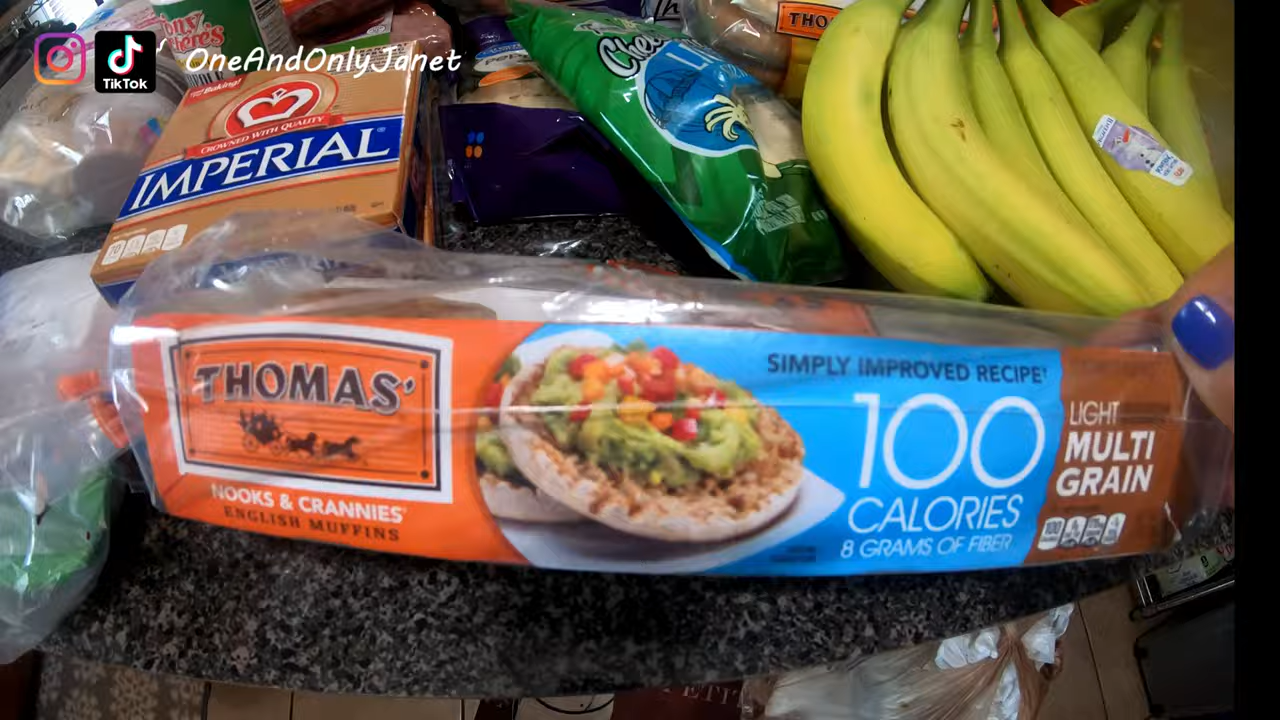 OneAndOnlyJanet
TikTok
CROWNED WITH QUALITY
IMPERIAL
THOMAS'
NOOKS & CRANNIES
ENGLISH MUFFINS
SIMPLY IMPROVED RECIPE
100
CALORIES
8 GRAMS OF FIBER
LIGHT
MULTI
GRAIN